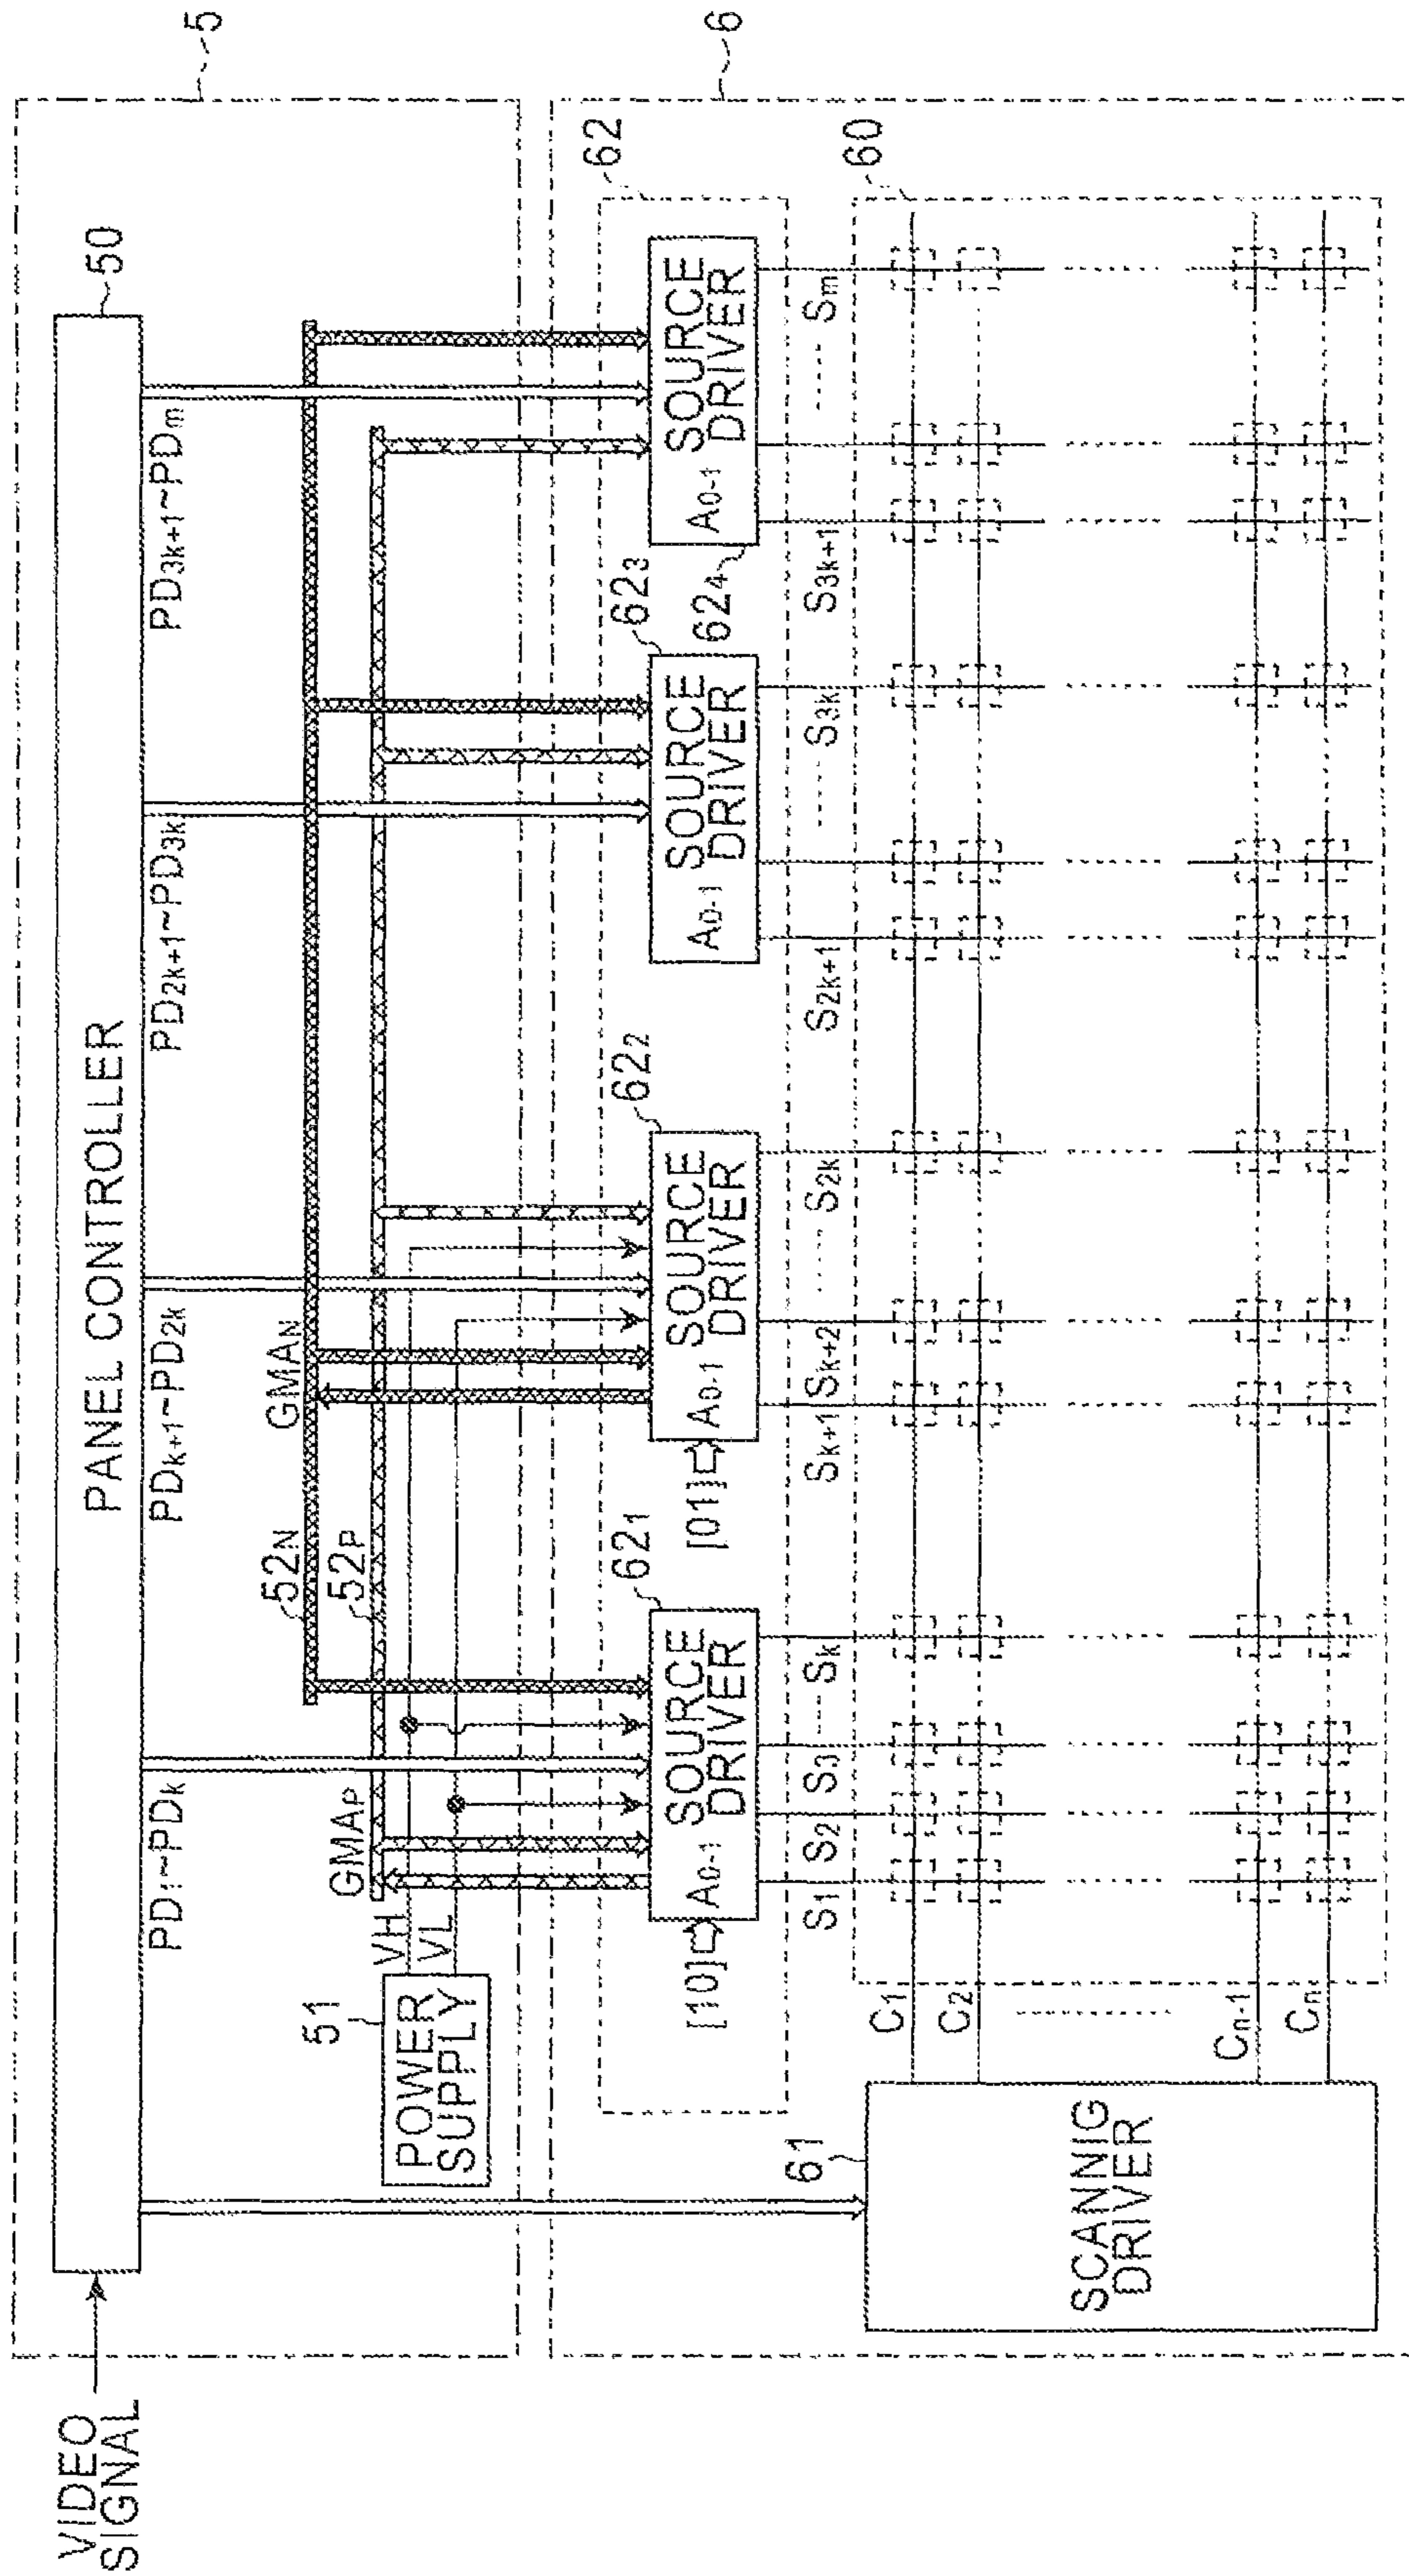 VIDEO
SIGNAL
5
50
PANEL CONTROLLER
PD1~PDk
PDk+1~PD2k
PD2k+1~PD3k
PD3k+1~PDm
52N
GMAN
52P
GMAP
51
POWER
SUPPLY
VH
VL
6
62
621
622
623
624
[10]
A0-1
SOURCE
DRIVER
[01]
A0-1
SOURCE
DRIVER
A0-1
SOURCE
DRIVER
A0-1
SOURCE
DRIVER
S1 S2 S3 Sk
Sk+1 Sk+2 S2k
S2k+1 S3k
S3k+1 Sm
60
61
SCANNIG
DRIVER
C1
C2
Cn-1
Cn